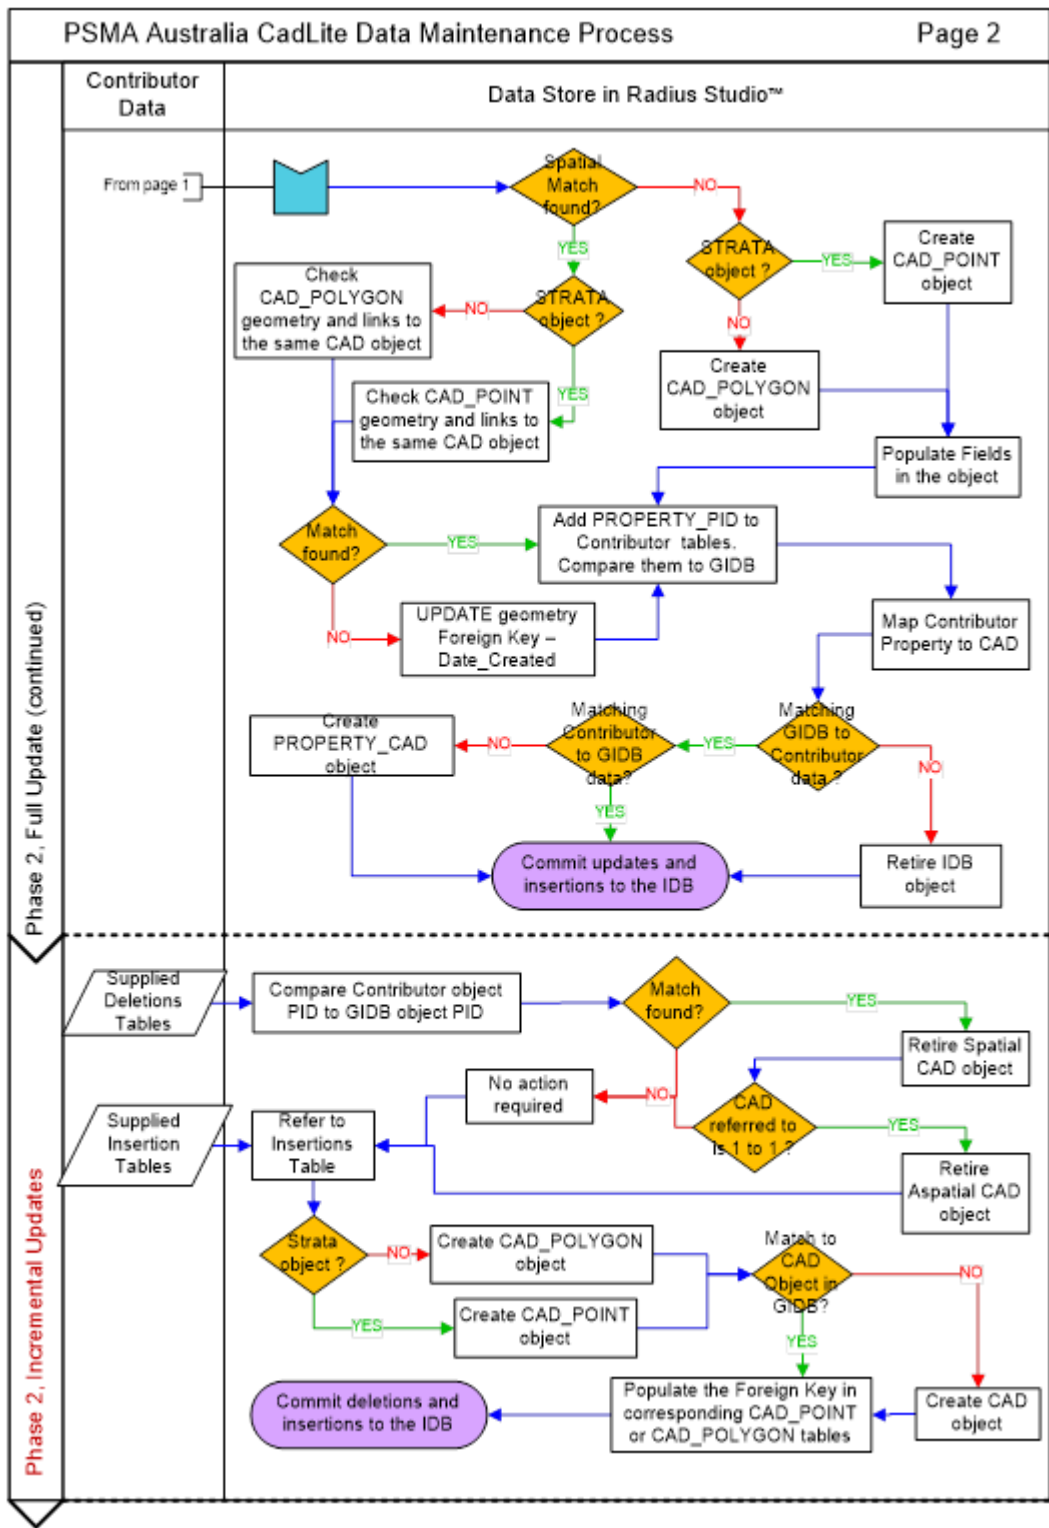 PSMA Australia CadLite Data Maintenance Process
Page 2
Contributor
Data
Data Store in Radius Studio™
Phase 2, Full Update (continued)
From page 1
Spatial
Match
found?
NO
YES
STRATA
object ?
YES
NO
Create
CAD_POINT
object
Check
CAD_POLYGON
geometry and links to
the same CAD object
NO
STRATA
object ?
YES
Create
CAD_POLYGON
object
Check CAD_POINT
geometry and links to
the same CAD object
Populate Fields
in the object
Match
found?
YES
NO
Add PROPERTY_PID to
Contributor tables.
Compare them to GIDB
UPDATE geometry
Foreign Key –
Date_Created
Map Contributor
Property to CAD
Create
PROPERTY_CAD
object
NO
Matching
Contributor
to GIDB
data?
YES
YES
Matching
GIDB to
Contributor
data ?
NO
Commit updates and
insertions to the IDB
Retire IDB
object
Phase 2, Incremental Updates
Supplied
Deletions
Tables
Compare Contributor object
PID to GIDB object PID
Match
found?
YES
NO
Retire Spatial
CAD object
No action
required
CAD
referred to
is 1 to 1 ?
YES
Supplied
Insertion
Tables
Refer to
Insertions
Table
Retire
Aspatial CAD
object
Strata
object ?
NO
YES
Create CAD_POLYGON
object
Create CAD_POINT
object
Match to
CAD
Object in
GIDB?
NO
YES
Commit deletions and
insertions to the IDB
Populate the Foreign Key in
corresponding CAD_POINT
or CAD_POLYGON tables
Create CAD
object